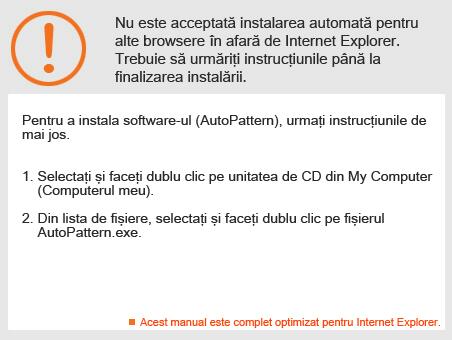 Nu este acceptată instalarea automată pentru
alte browsere în afară de Internet Explorer.
Trebuie să urmăriți instrucțiunile până la
finalizarea instalării.
Pentru a instala software-ul (AutoPattern), urmați instrucțiunile de
mai jos.
1. Selectați și faceți dublu clic pe unitatea de CD din My Computer
(Computerul meu).
2. Din lista de fișiere, selectați și faceți dublu clic pe fișierul
AutoPattern.exe.
Acest manual este complet optimizat pentru Internet Explorer.